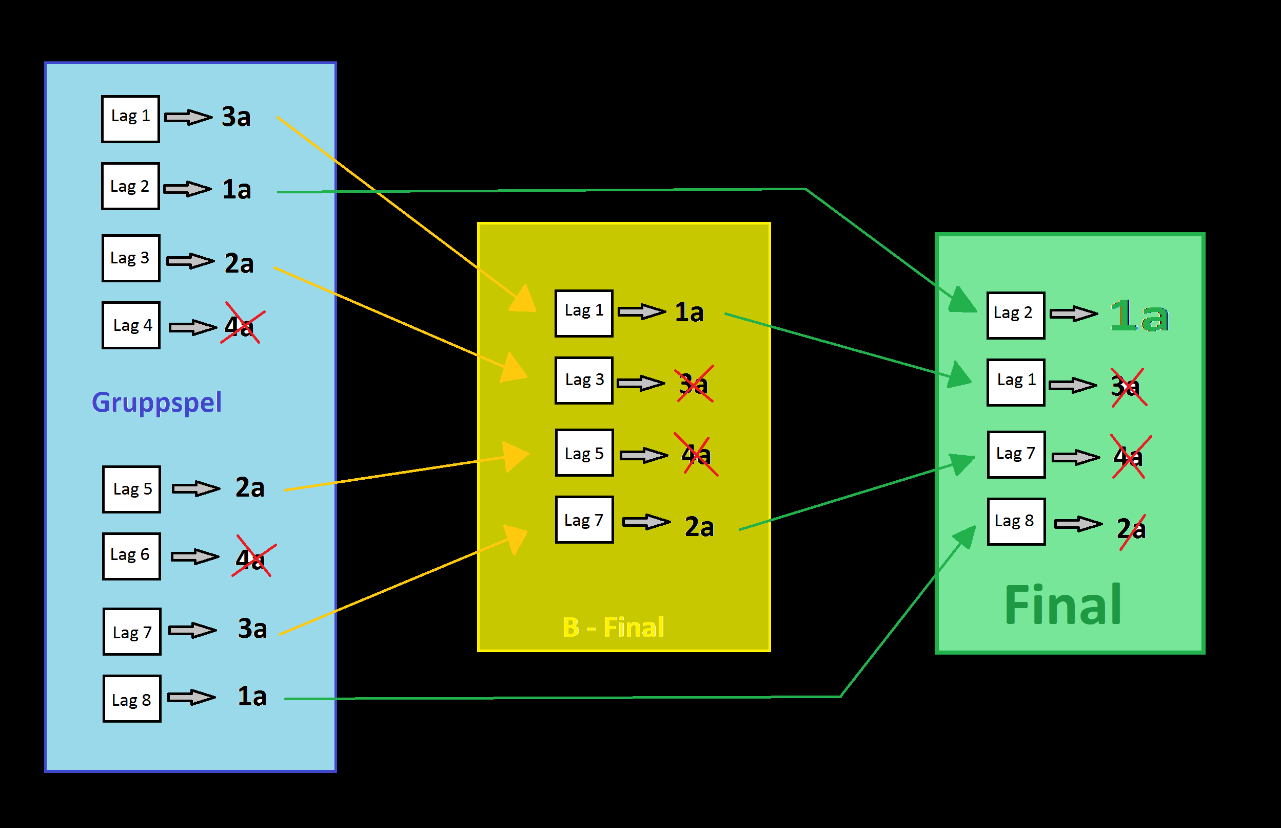 Lag 1 3a
Lag 2 1a
Lag 3 2a
Lag 4 4a
Gruppspel
Lag 5 2a
Lag 6 4a
Lag 7 3a
Lag 8 1a
Lag 1 1a
Lag 3 3a
Lag 5 4a
Lag 7 2a
B - Final
Lag 2 1a
Lag 1 3a
Lag 7 4a
Lag 8 2a
Final